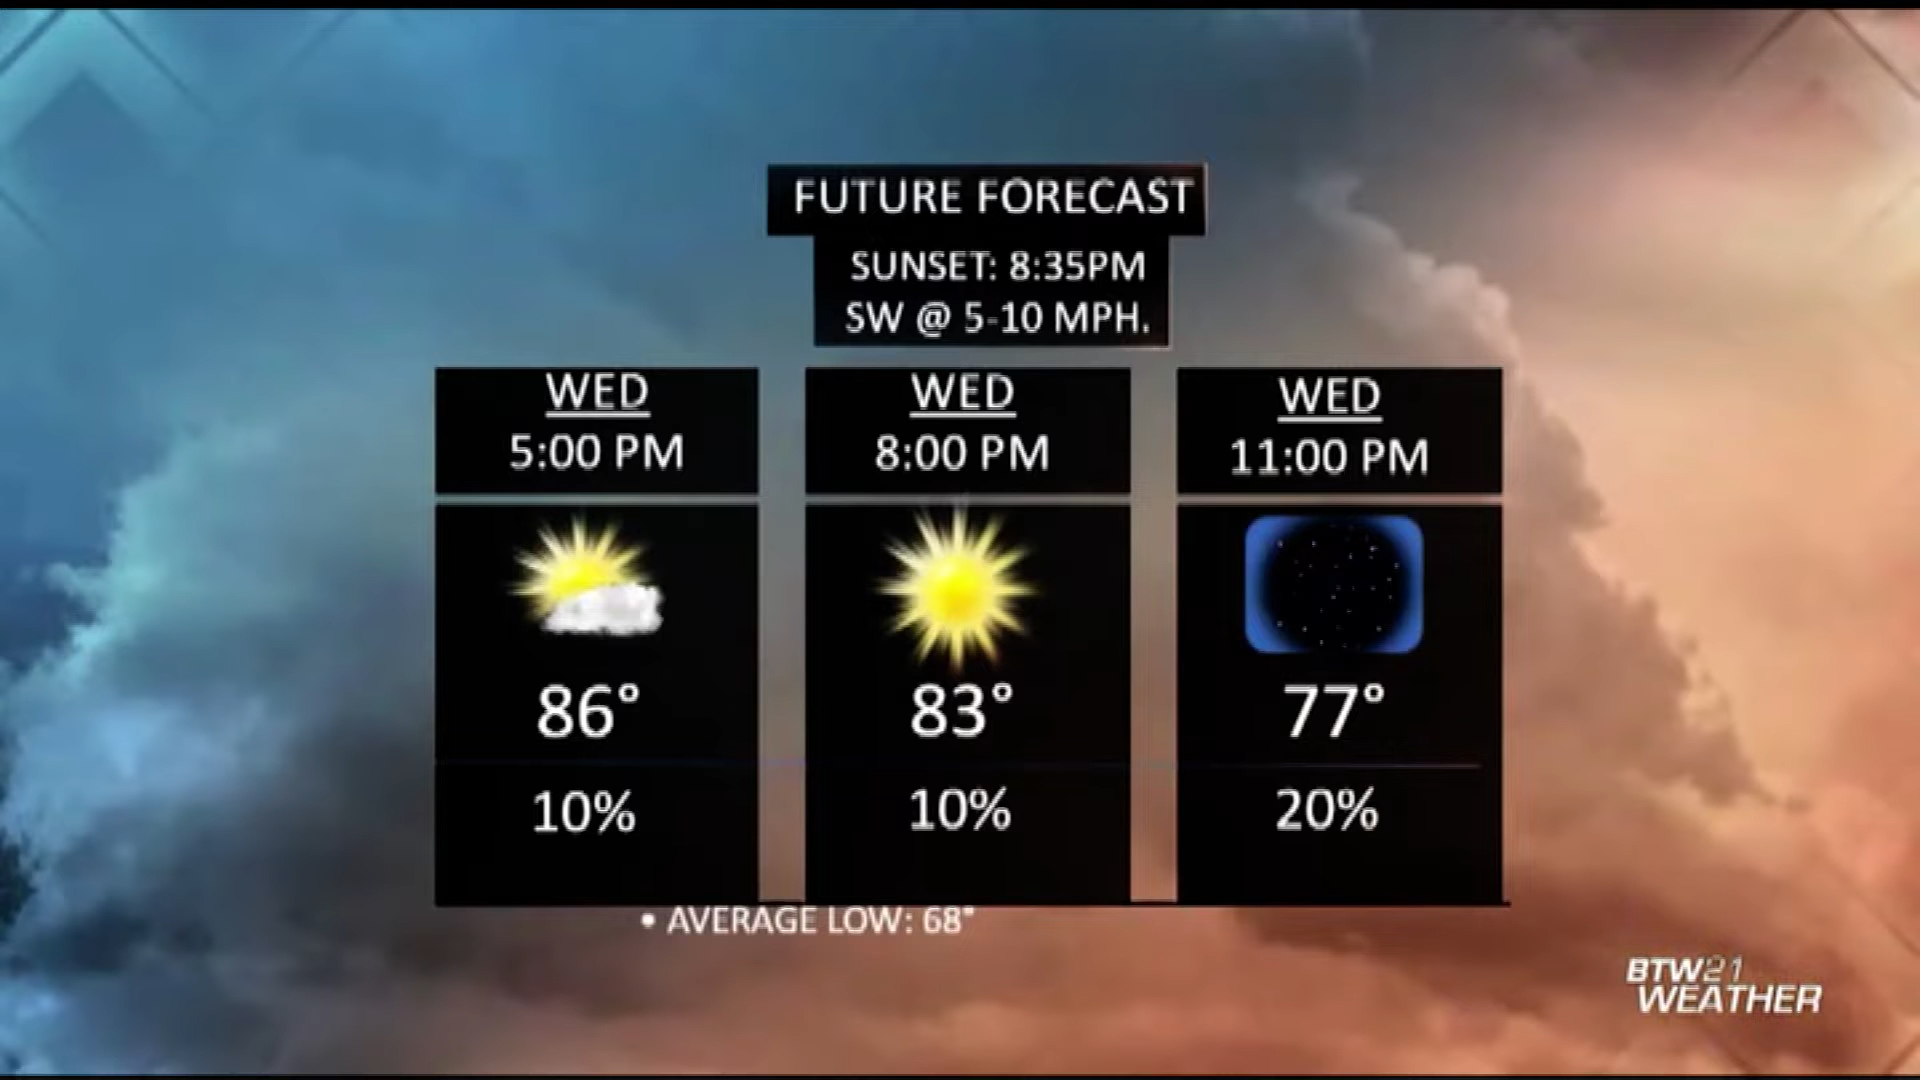 FUTURE FORECAST
SUNSET: 8:35PM
SW @ 5-10 MPH.
WED
5:00 PM
86°
10%
WED
8:00 PM
83°
10%
WED
11:00 PM
77°
20%
• AVERAGE LOW: 68°
BTW21
WEATHER